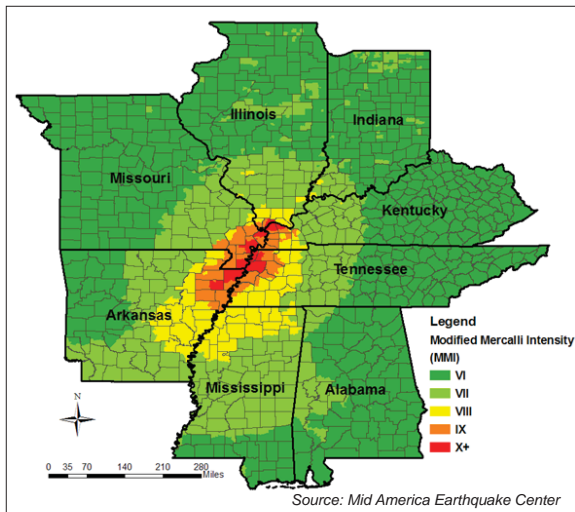 Illinois
Indiana
Missouri
Kentucky
Tennessee
Arkansas
Mississippi
Alabama
Legend
Modified Mercalli Intensity
(MMI)
VI
VII
VIII
IX
X+
N
0 35 70 140 210 280
Miles
Source: Mid America Earthquake Center